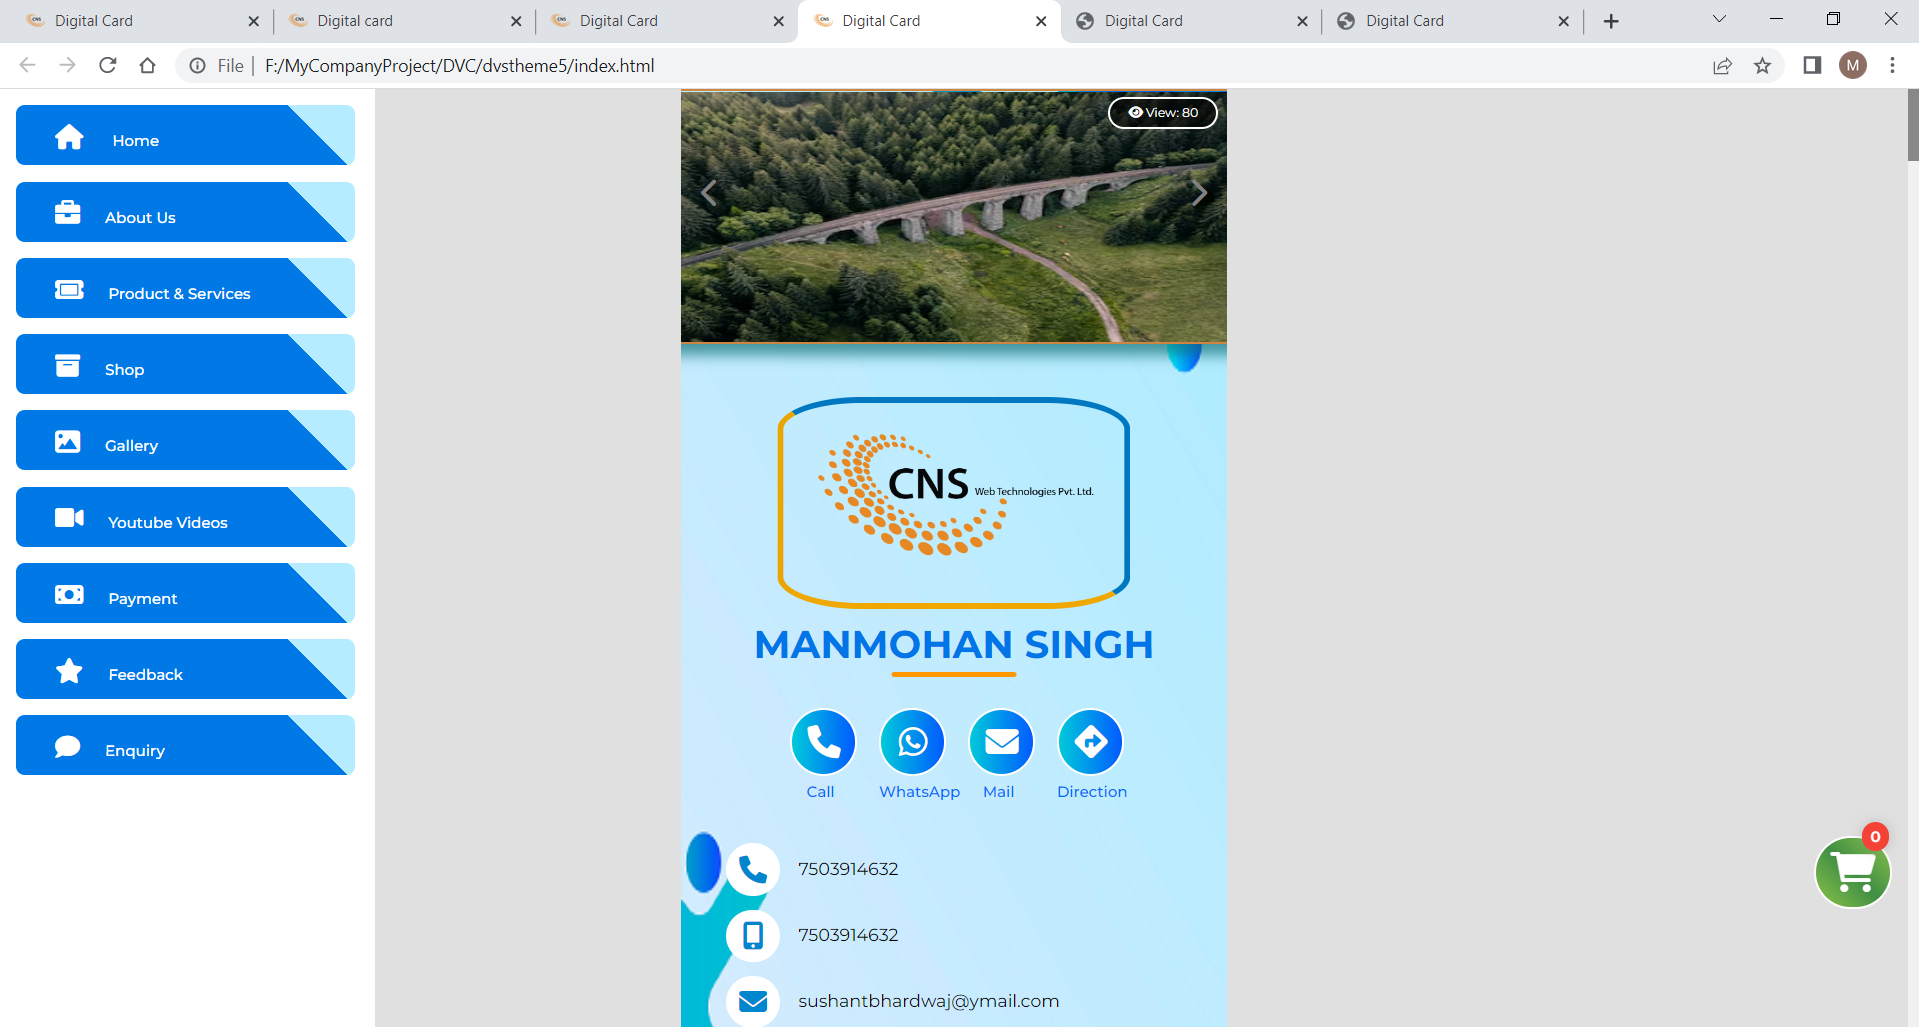 Digital Card
Digital card
Digital Card
Digital Card
Digital Card
Digital Card
File
F:/MyCompanyProject/DVC/dvstheme5/index.html
M
Home
About Us
Product & Services
Shop
Gallery
Youtube Videos
Payment
Feedback
Enquiry
View: 80
CNS Web Technologies Pvt. Ltd.
MANMOHAN SINGH
Call
WhatsApp
Mail
Direction
7503914632
7503914632
sushantbhardwaj@ymail.com
0